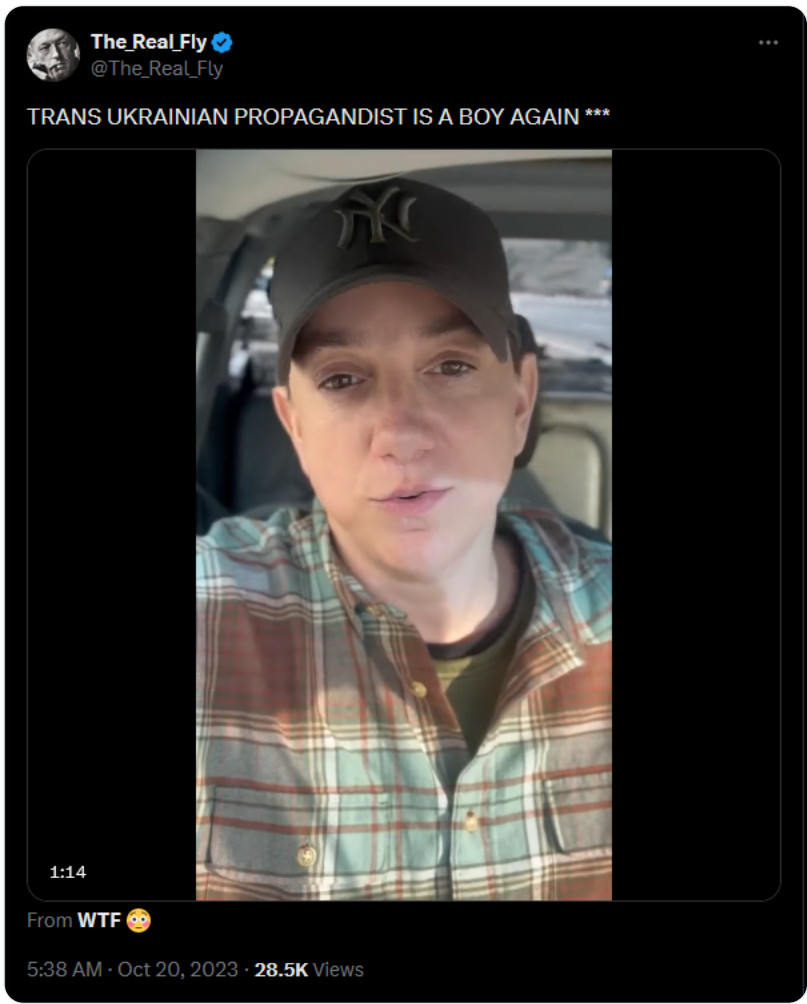 The_Real_Fly
@The_Real_Fly
TRANS UKRAINIAN PROPAGANDIST IS A BOY AGAIN ***
NY
1:14
From WTF 😳
5:38 AM · Oct 20, 2023 · 28.5K Views